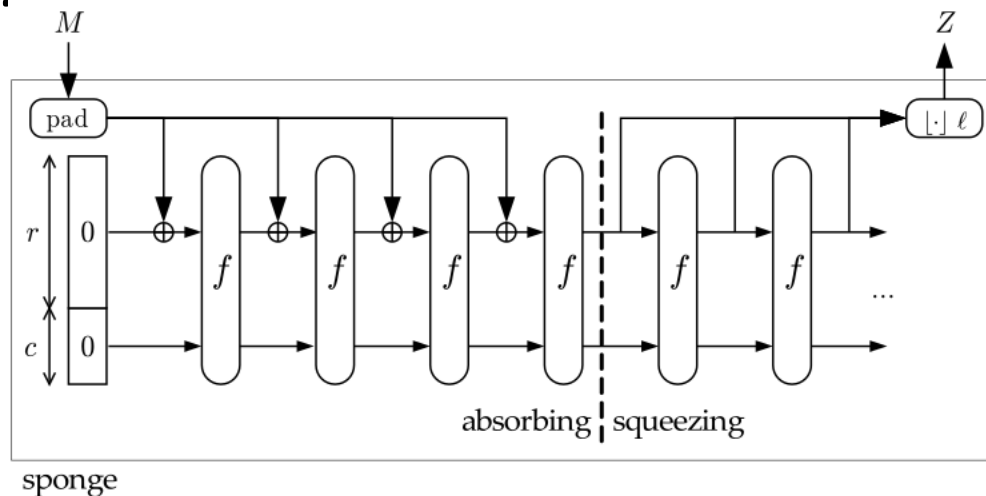 M Z
pad ⌊·⌋ ℓ
r 0 f f f f f f
c 0 ...
absorbing squeezing
sponge